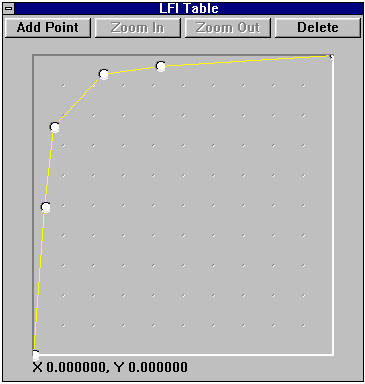 LFI Table
Add Point Zoom In Zoom Out Delete
X 0.000000, Y 0.000000